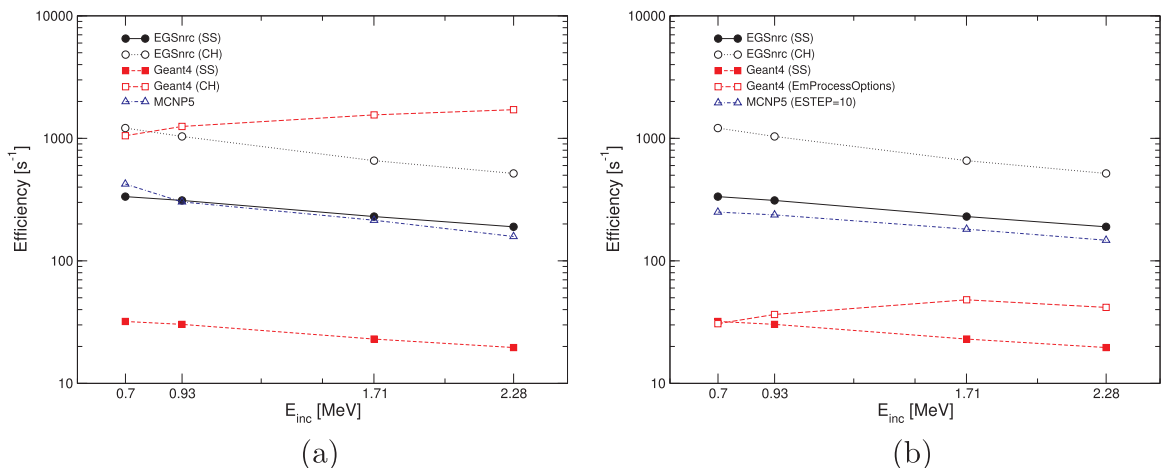 10000
1000
100
10
Efficiency [s⁻¹]
EGSnrc (SS)
EGSnrc (CH)
Geant4 (SS)
Geant4 (CH)
MCNP5
0.7 0.93 1.71 2.28
E_inc [MeV]
(a)
10000
1000
100
10
Efficiency [s⁻¹]
EGSnrc (SS)
EGSnrc (CH)
Geant4 (SS)
Geant4 (EmProcessOptions)
MCNP5 (ESTEP=10)
0.7 0.93 1.71 2.28
E_inc [MeV]
(b)